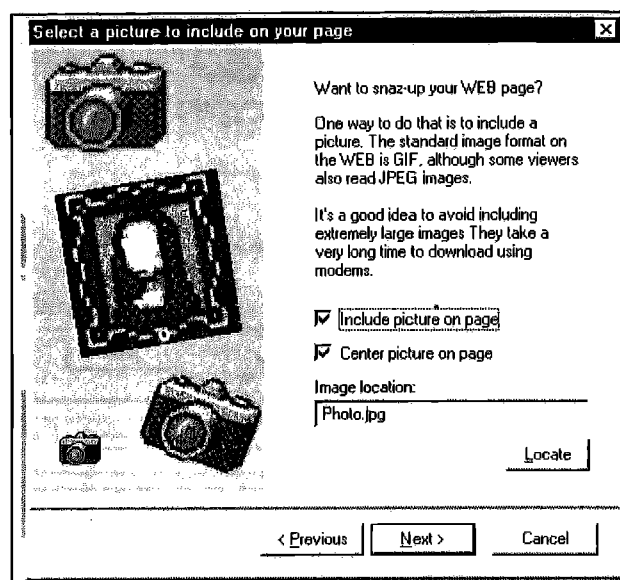 Select a picture to include on your page
Want to snaz-up your WEB page?
One way to do that is to include a
picture. The standard image format on
the WEB is GIF, although some viewers
also read JPEG images.
It's a good idea to avoid including
extremely large images They take a
very long time to download using
modems.
Include picture on page
Center picture on page
Image location:
Photo.jpg
Locate
< Previous
Next >
Cancel